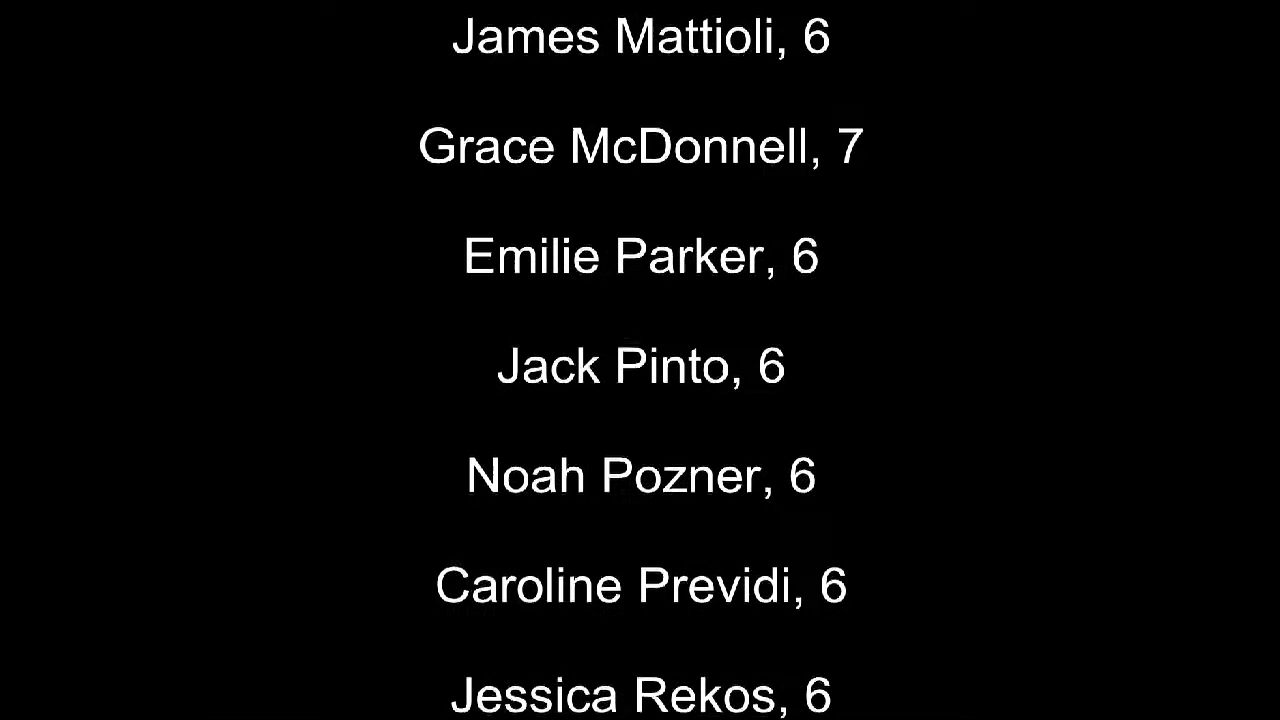 James Mattioli, 6
Grace McDonnell, 7
Emilie Parker, 6
Jack Pinto, 6
Noah Pozner, 6
Caroline Previdi, 6
Jessica Rekos, 6